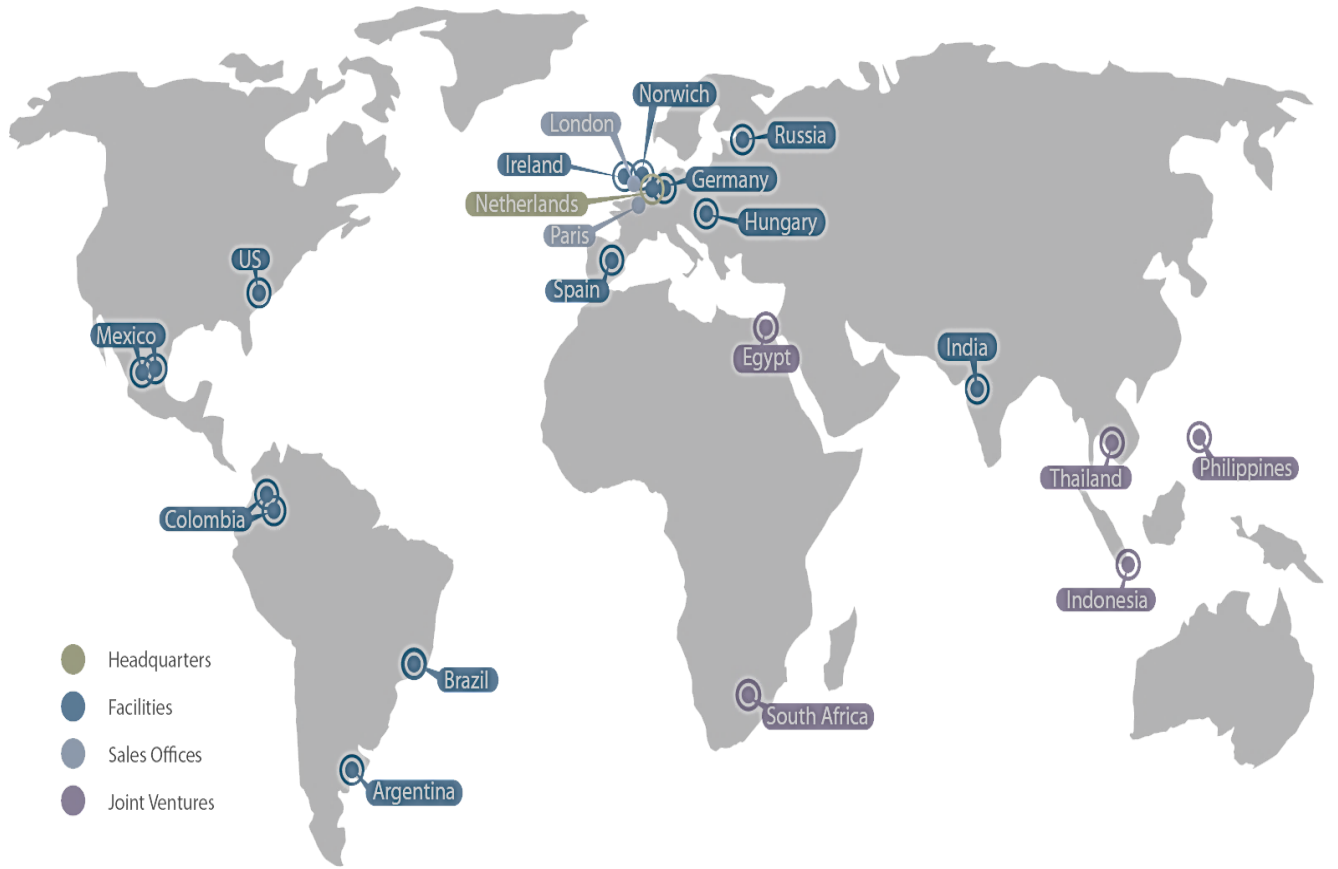 Norwich
London
Russia
Ireland
Germany
Netherlands
Paris
Hungary
US
Spain
Mexico
Egypt
India
Thailand
Philippines
Colombia
Indonesia
Headquarters
Brazil
Facilities
South Africa
Sales Offices
Argentina
Joint Ventures